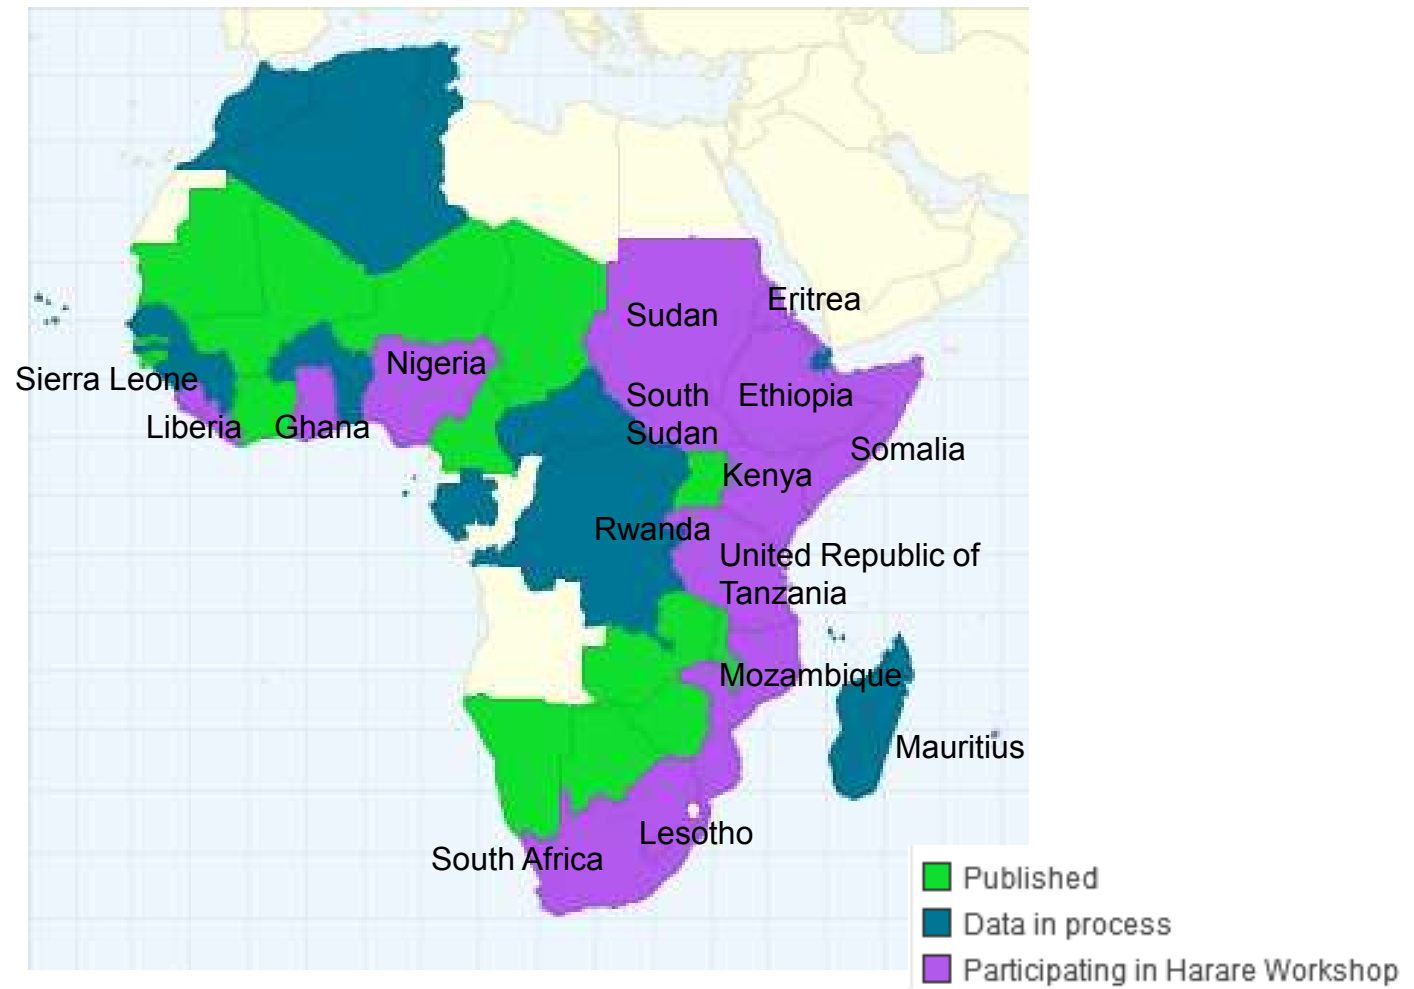 Eritrea
Sudan
Nigeria
Sierra Leone
South
Sudan
Ethiopia
Liberia
Ghana
Somalia
Kenya
Rwanda
United Republic of
Tanzania
Mozambique
Mauritius
Lesotho
South Africa
Published
Data in process
Participating in Harare Workshop